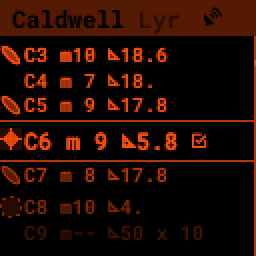 Caldwell Lyr
C3 m10 ⊾18.6
C4 m 7 ⊾18.
C5 m 9 ⊾17.8
C6 m 9 ⊾5.8
C7 m 8 ⊾17.8
C8 m10 ⊾4.
C9 m-- ⊾50 x 10